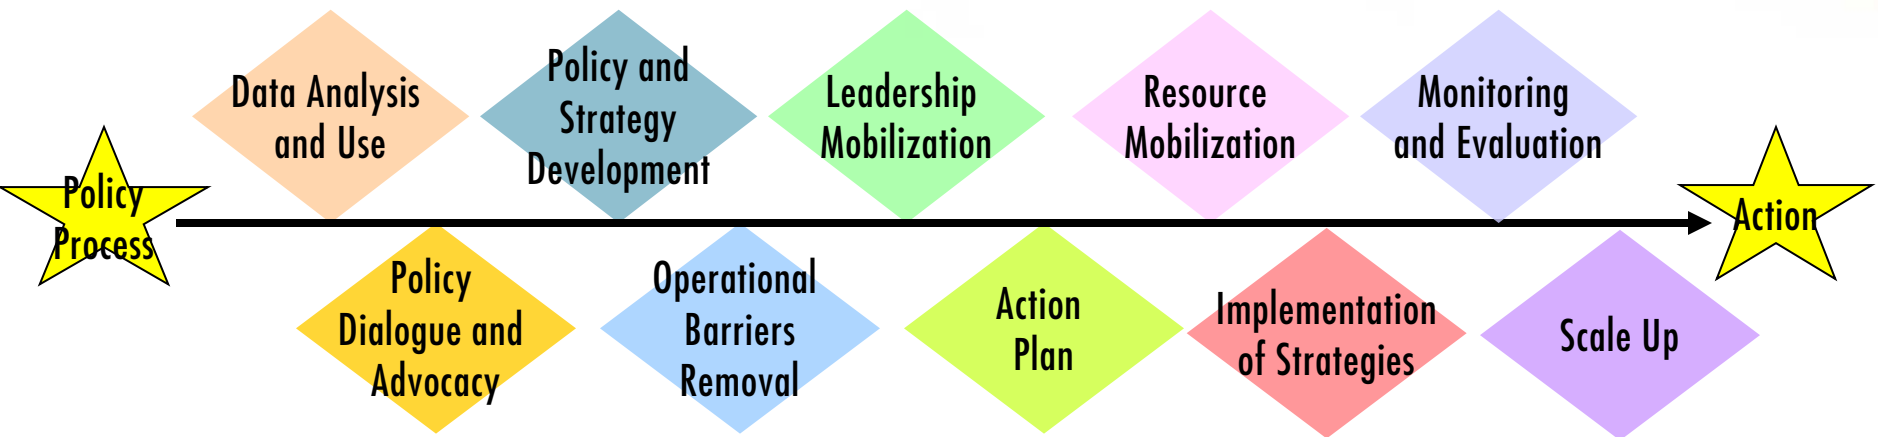 Policy
Process
Data Analysis
and Use
Policy and
Strategy
Development
Leadership
Mobilization
Resource
Mobilization
Monitoring
and Evaluation
Action
Policy
Dialogue and
Advocacy
Operational
Barriers
Removal
Action
Plan
Implementation
of Strategies
Scale Up